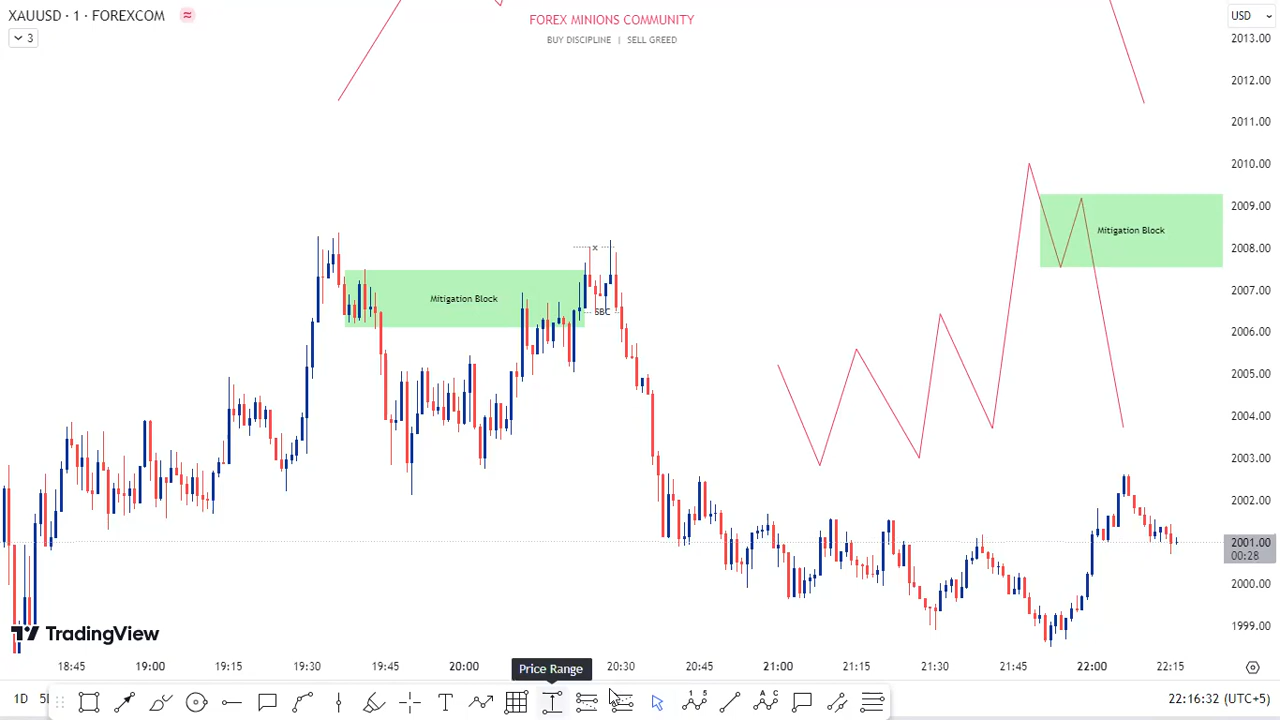 XAUUSD · 1 · FOREXCOM
3
FOREX MINIONS COMMUNITY
BUY DISCIPLINE | SELL GREED
USD
2013.00
2012.00
2011.00
2010.00
2009.00
2008.00
2007.00
2006.00
2005.00
2004.00
2003.00
2002.00
2001.00
00:28
2000.00
1999.00
Mitigation Block
x
SBC
Mitigation Block
TradingView
18:45 19:00 19:15 19:30 19:45 20:00 20:30 20:45 21:00 21:15 21:30 21:45 22:00 22:15
Price Range
1D
22:16:32 (UTC+5)